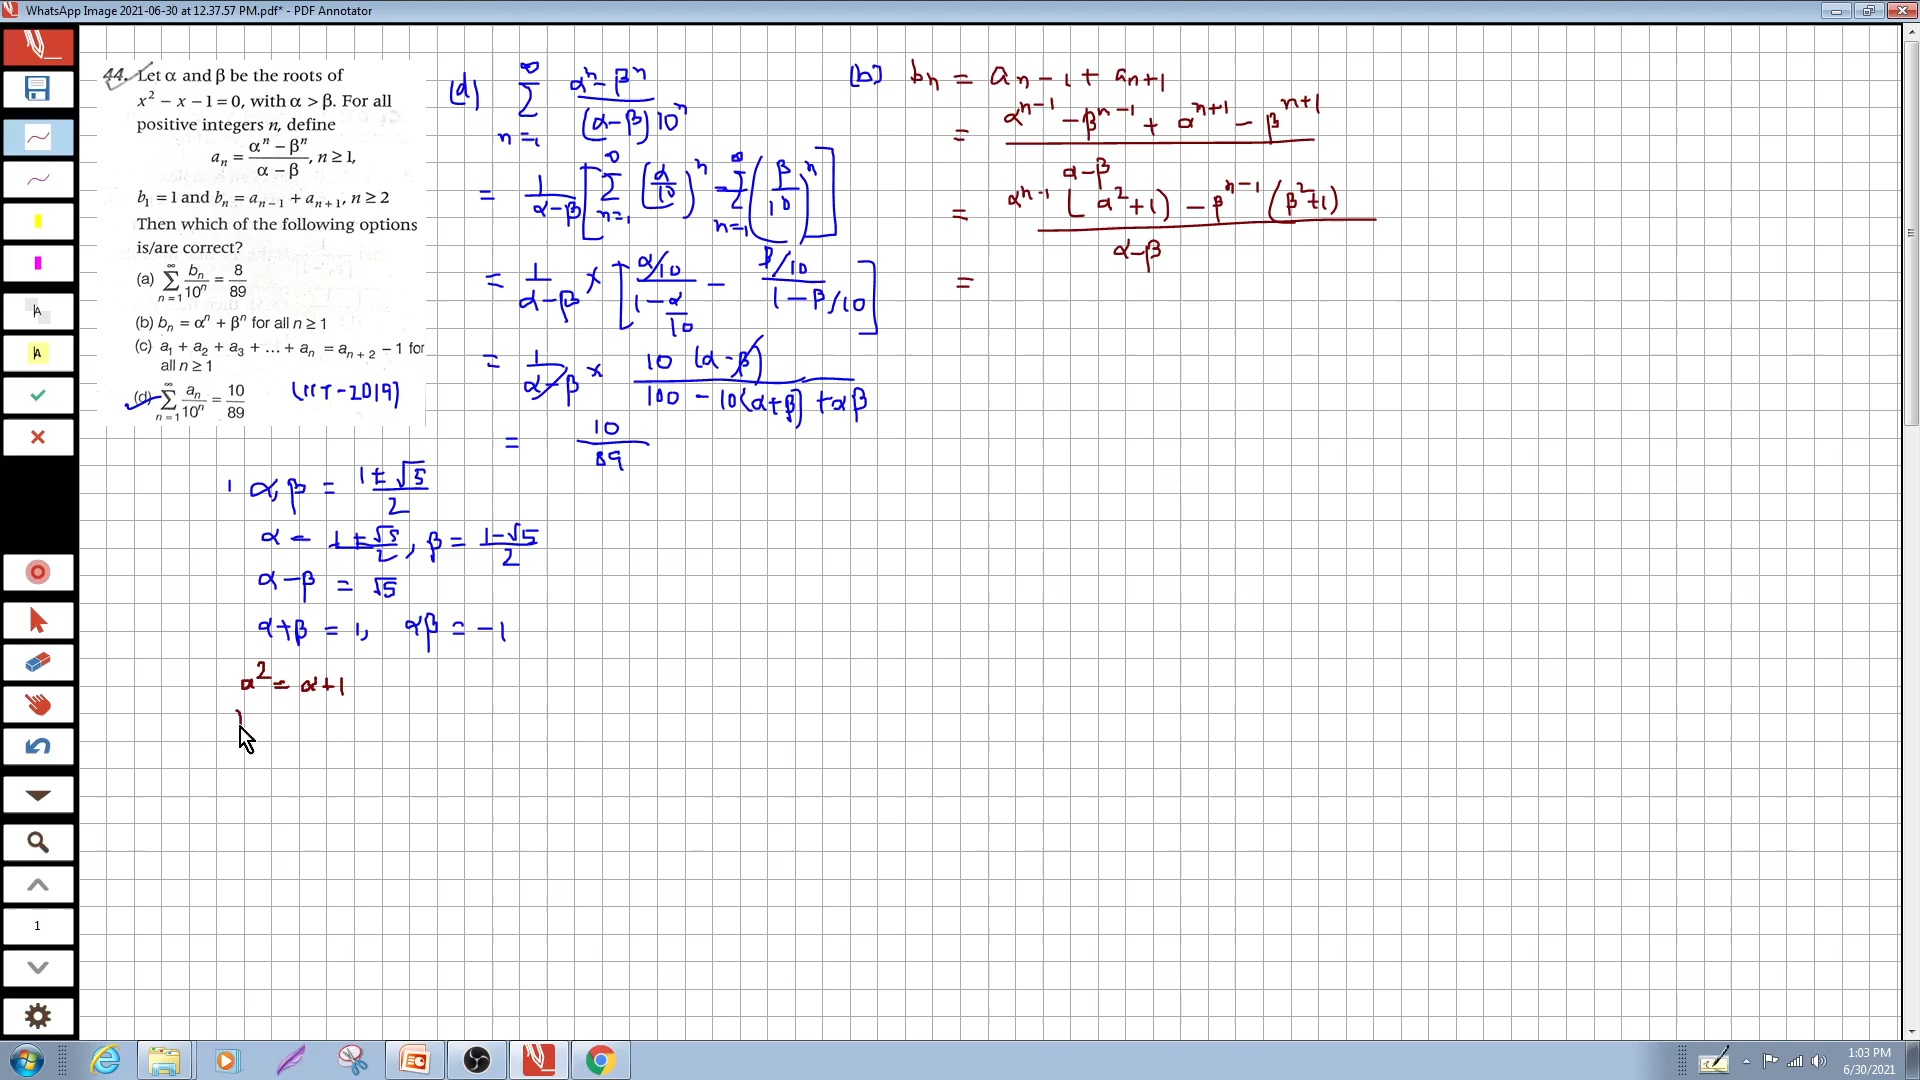 WhatsApp Image 2021-06-30 at 12.37.57 PM.pdf* - PDF Annotator
44. Let α and β be the roots of
x² − x − 1 = 0, with α > β. For all
positive integers n, define
aₙ = (αⁿ − βⁿ)/(α − β), n ≥ 1,
b₁ = 1 and bₙ = aₙ₋₁ + aₙ₊₁, n ≥ 2
Then which of the following options
is/are correct?
(a) ∑_{n=1}^{∞} bₙ/10ⁿ = 8/89
(b) bₙ = αⁿ + βⁿ for all n ≥ 1
(c) a₁ + a₂ + a₃ + ... + aₙ = aₙ₊₂ − 1 for
all n ≥ 1
(d) ∑_{n=1}^{∞} aₙ/10ⁿ = 10/89 (IIT-2019)
α, β = (1 ± √5)/2
α = (1 + √5)/2, β = (1 − √5)/2
α − β = √5
α + β = 1, αβ = −1
α² = α + 1
(d) ∑_{n=1}^{∞} (αⁿ − βⁿ)/((α − β) 10ⁿ)
= 1/(α − β) [∑_{n=1}^{∞} (α/10)ⁿ − ∑_{n=1}^{∞} (β/10)ⁿ]
= 1/(α − β) × [(α/10)/(1 − α/10) − (β/10)/(1 − β/10)]
= 1/(α − β) × 10 (α − β)/(100 − 10(α + β) + αβ)
= 10/89
(b) bₙ = aₙ₋₁ + aₙ₊₁
= (αⁿ⁻¹ − βⁿ⁻¹ + αⁿ⁺¹ − βⁿ⁺¹)/(α − β)
= (αⁿ⁻¹ (α² + 1) − βⁿ⁻¹ (β² + 1))/(α − β)
=
A
A
1
1:03 PM
6/30/2021